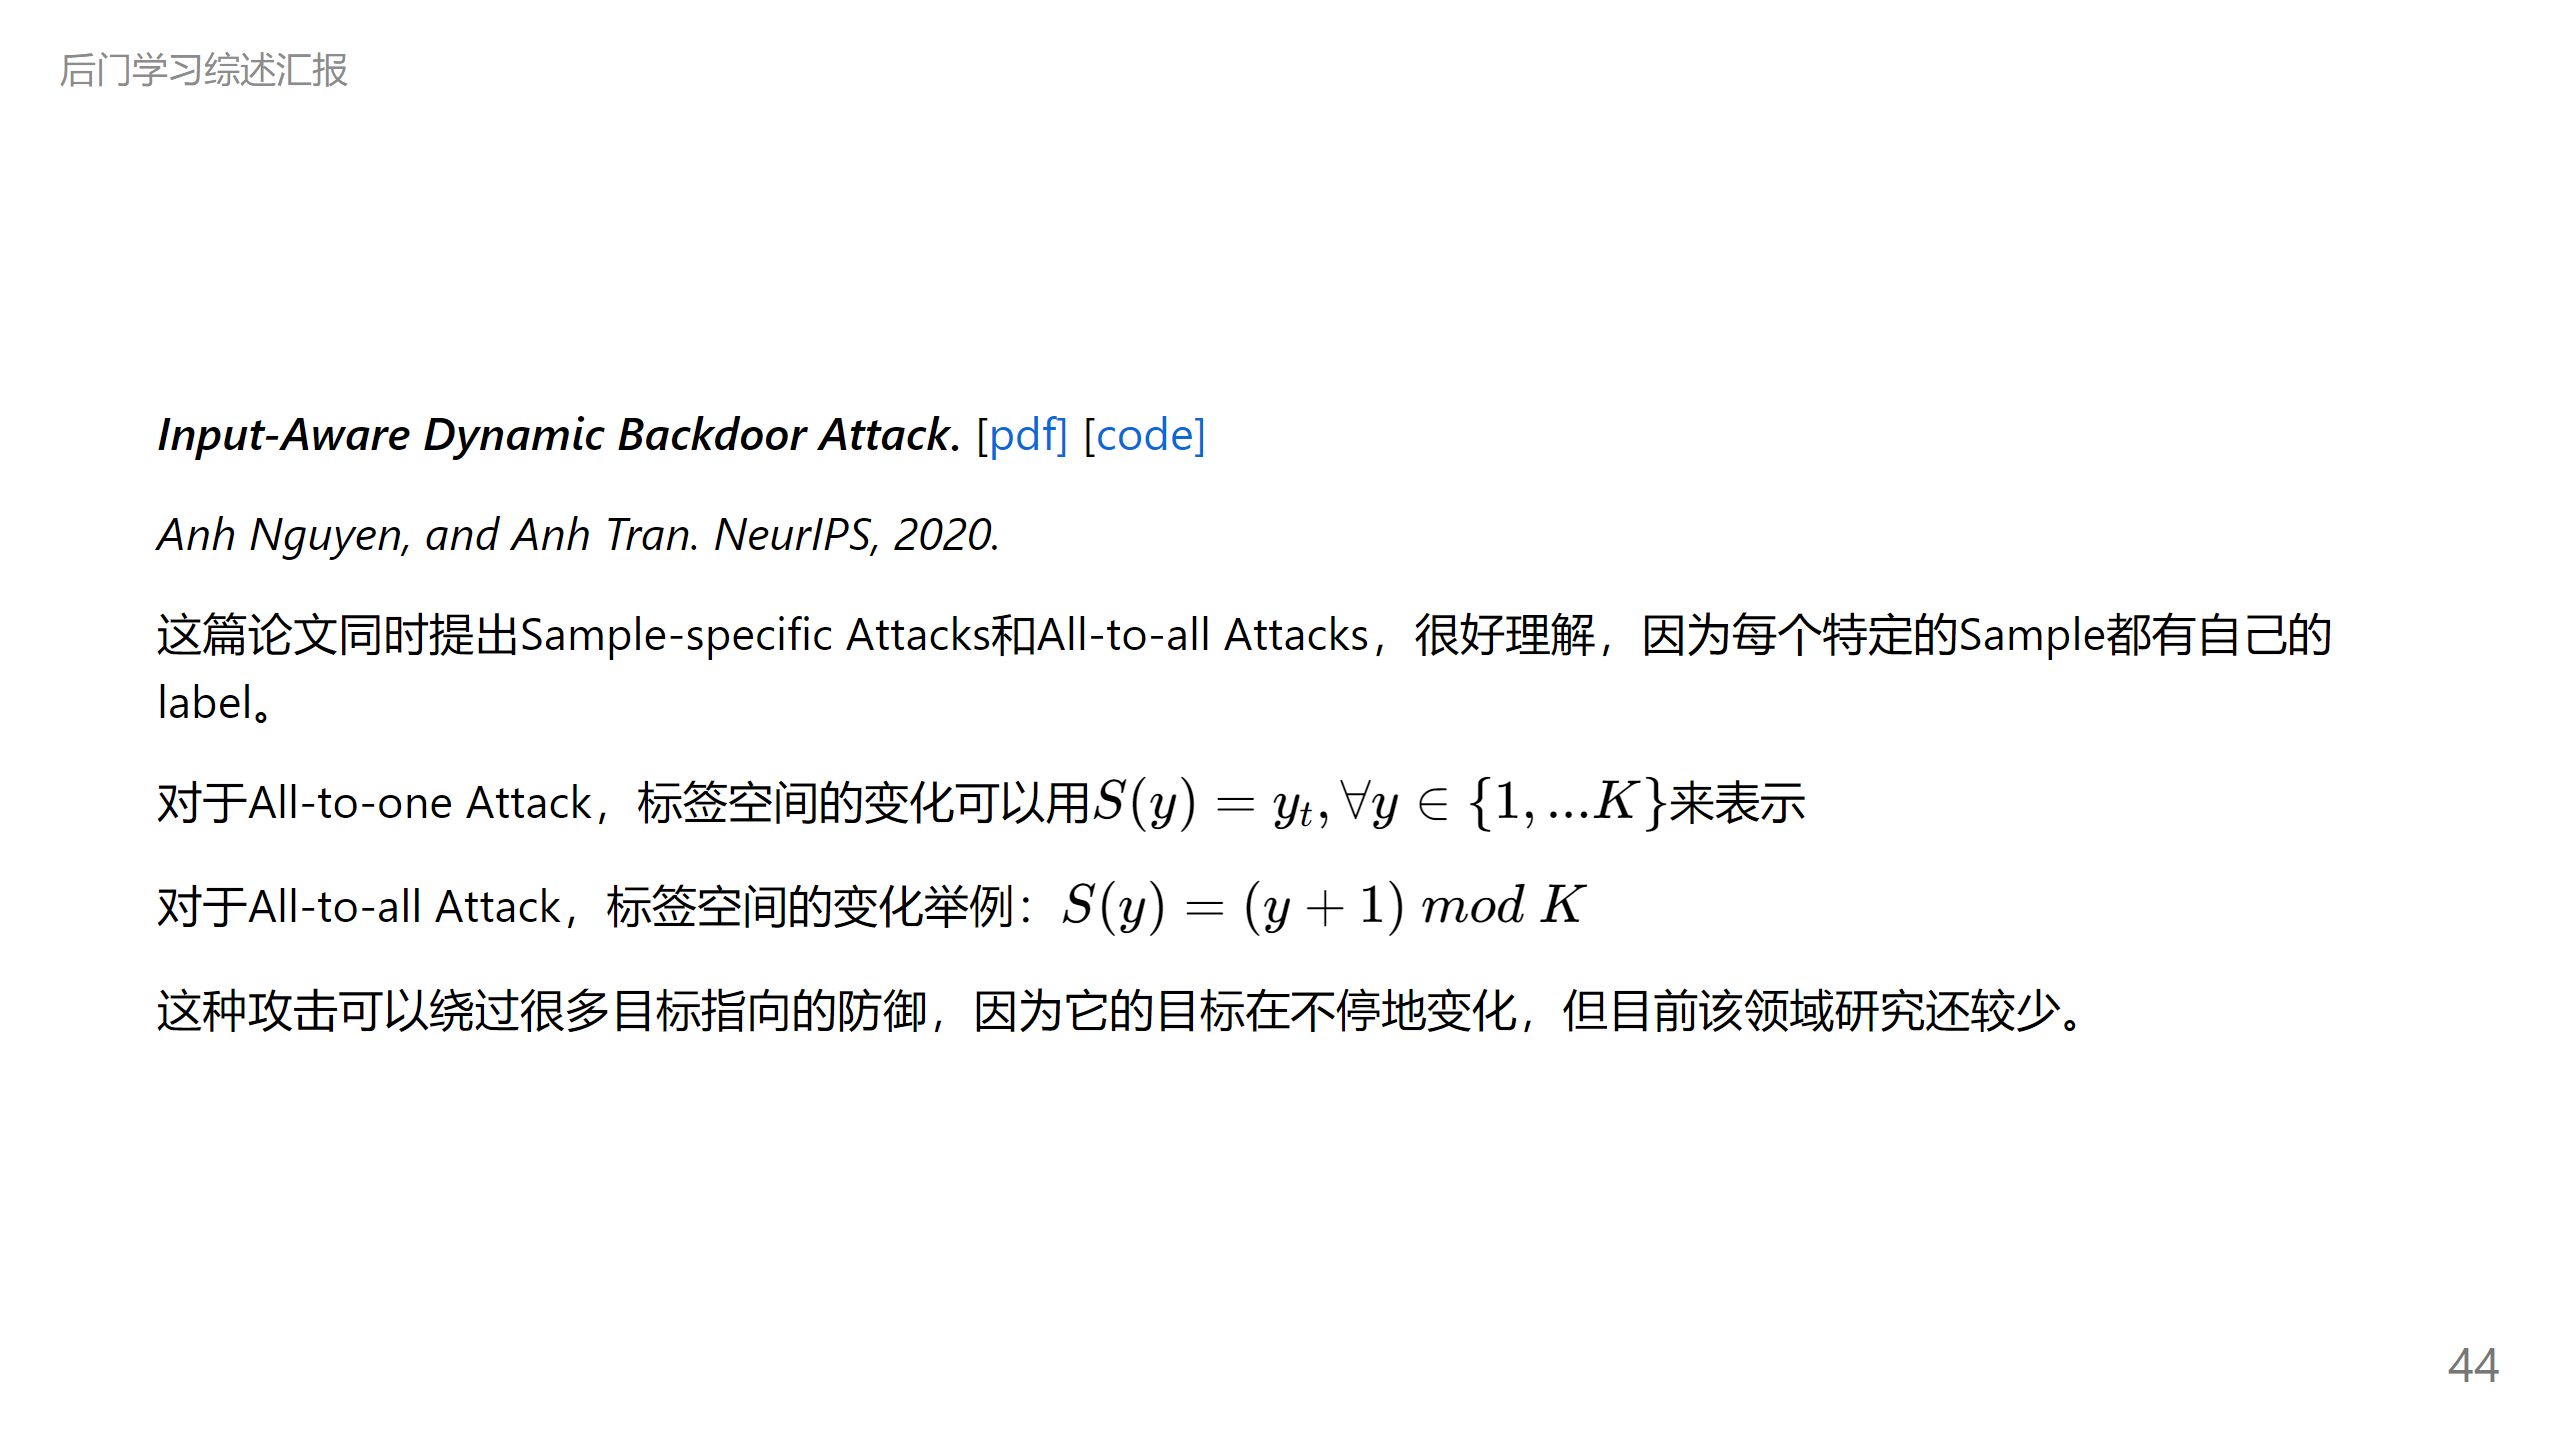 后门学习综述汇报
Input-Aware Dynamic Backdoor Attack. [pdf] [code]
Anh Nguyen, and Anh Tran. NeurIPS, 2020.
这篇论文同时提出Sample-specific Attacks和All-to-all Attacks，很好理解，因为每个特定的Sample都有自己的
label。
对于All-to-one Attack，标签空间的变化可以用S(y) = y_t, ∀y ∈ {1, ...K}来表示
对于All-to-all Attack，标签空间的变化举例：S(y) = (y + 1) mod K
这种攻击可以绕过很多目标指向的防御，因为它的目标在不停地变化，但目前该领域研究还较少。
44